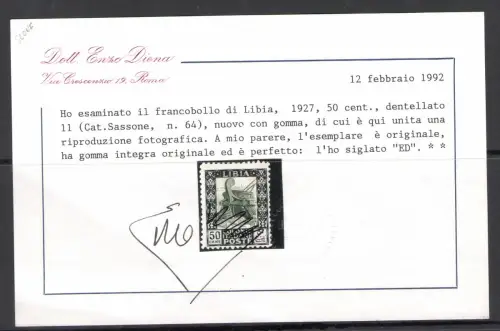 Dott. Enzo Diena
Via Crescenzio 19. Roma
12 febbraio 1992
Ho esaminato il francobollo di Libia, 1927, 50 cent., dentellato
11 (Cat.Sassone, n. 64), nuovo con gomma, di cui è qui unita una
riproduzione fotografica. A mio parere, l'esemplare è originale,
ha gomma integra originale ed è perfetto: l'ho siglato "ED". * *
LIBIA
50
POSTE